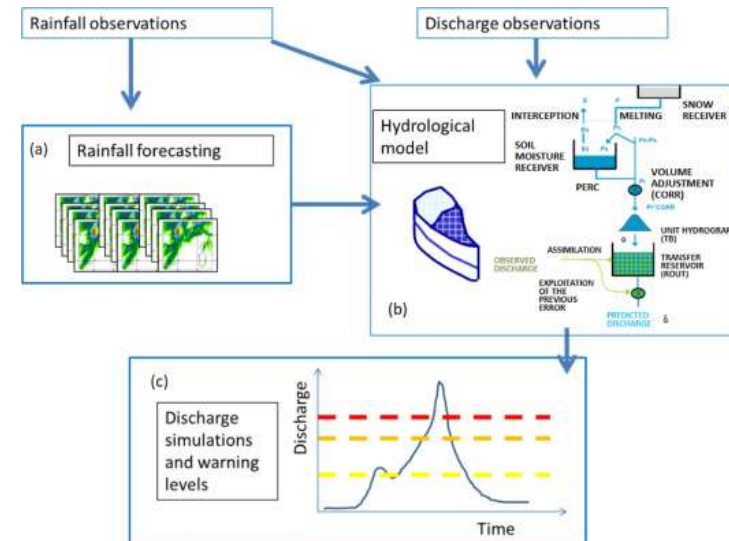 Rainfall observations
Discharge observations
(a)
Rainfall forecasting
Hydrological
model
SNOW
RECEIVER
INTERCEPTION
MELTING
SOIL
MOISTURE
RECEIVER
PERC
VOLUME
ADJUSTMENT
(CORR)
Pr'CORR
UNIT HYDROGRAP
(TB)
ASSIMILATION
TRANSFER
RESERVOIR
(ROUT)
OBSERVED
DISCHARGE
EXPLOITATION
OF THE
PREVIOUS
ERROR
PREDICTED
DISCHARGE
(b)
(c)
Discharge
simulations
and warning
levels
Discharge
Time